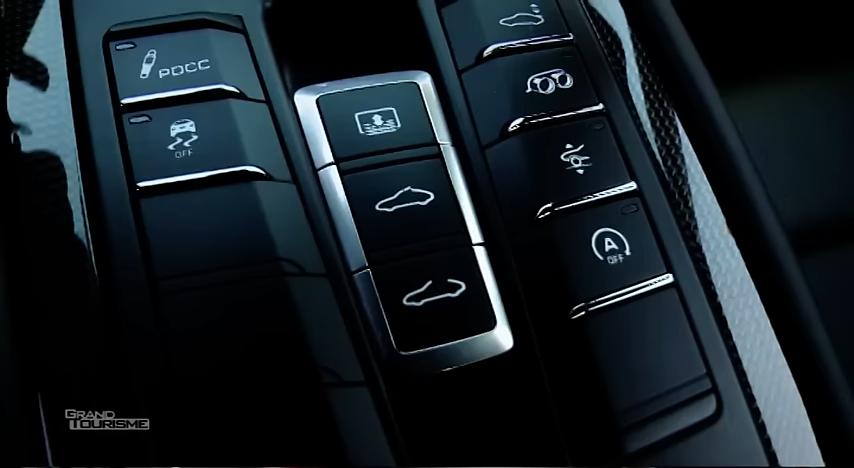 PDCC
OFF
A
OFF
GRAND
TOURISME